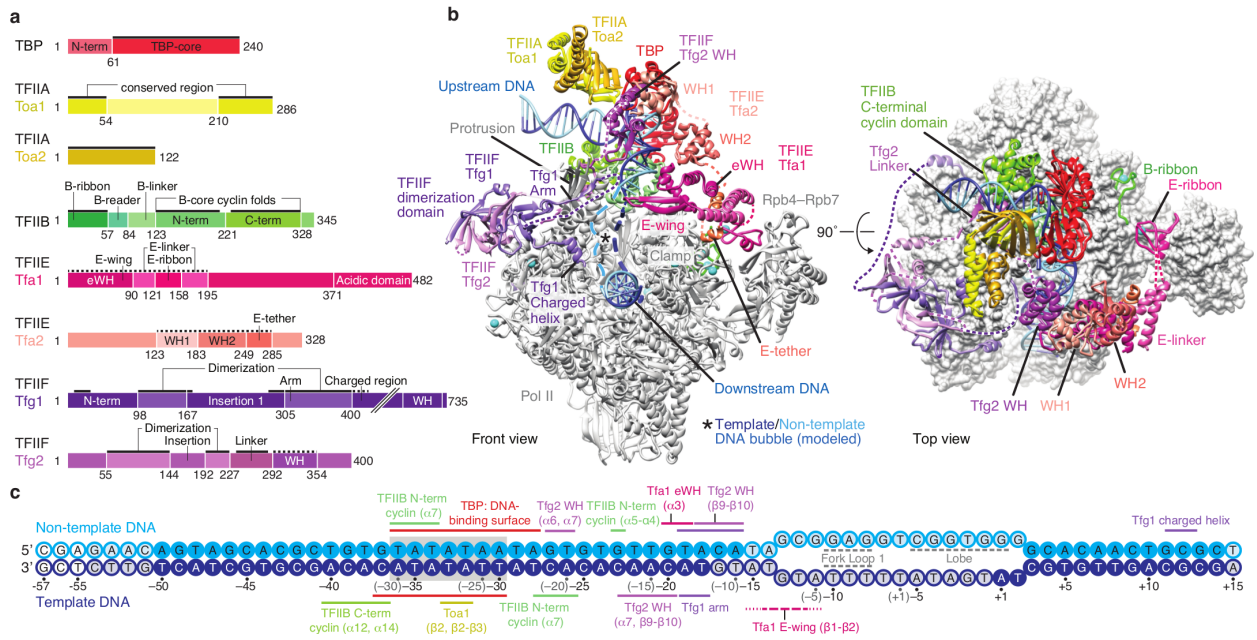 a
TBP 1 N-term TBP-core 240
61
TFIIA
Toa1 1 conserved region 286
54 210
TFIIA
Toa2 1 122
B-ribbon B-linker
B-reader B-core cyclin folds
TFIIB 1 N-term C-term 345
57 84 123 221 328
E-linker
E-wing E-ribbon
TFIIE
Tfa1 1 eWH Acidic domain 482
90 121 158 195 371
E-tether
TFIIE
Tfa2 1 WH1 WH2 328
123 183 249 285
Dimerization
Arm Charged region
TFIIF
Tfg1 1 N-term Insertion 1 WH 735
98 167 305 400
Dimerization
Insertion Linker
TFIIF
Tfg2 1 WH 400
55 144 192 227 292 354
b
TFIIA
Toa2
TFIIA
Toa1
TBP
TFIIF
Tfg2 WH
Upstream DNA
WH1
TFIIE
Tfa2
Protrusion
WH2
TFIIB
TFIIF
Tfg1
Tfg1
Arm
eWH
TFIIE
Tfa1
TFIIF
dimerization
domain
Rpb4–Rpb7
E-wing
*
Clamp
TFIIF
Tfg2
Tfg1
Charged
helix
E-tether
Downstream DNA
Pol II
Front view
*Template/Non-template
DNA bubble (modeled)
90°
TFIIB
C-terminal
cyclin domain
Tfg2
Linker
B-ribbon
E-ribbon
E-linker
WH2
Tfg2 WH
WH1
Top view
c
TFIIB N-term
cyclin (α7)
TBP: DNA-
binding surface
Tfg2 WH
(α6, α7)
TFIIB N-term
cyclin (α5-α4)
Tfa1 eWH
(α3)
Tfg2 WH
(β9-β10)
Tfg1 charged helix
Non-template DNA
5' CGAGAACAGTAGCACGCTGTGTATATAATAGTGTGTTGTACATAGCGGAGGTCGGTGGGGCACAACTGCGCT
Fork Loop 1 Lobe
3' GCTCTTGTCATCGTGCGACACATATATTATCACACAACATGTATGTATTTTTATAGTATCGTGTTGACGCGA
-57 -55 -50 -45 -40 -35 (−30) -35 (−25) -30 (−20) -25 (−15) -20 (−10) -15 (−5) -10 (+1) -5 +1 +5 +10 +15
Template DNA
TFIIB C-term
cyclin (α12, α14)
Toa1
(β2, β2-β3)
TFIIB N-term
cyclin (α7)
Tfg2 WH
(α7, β9-β10)
Tfg1 arm
Tfa1 E-wing (β1-β2)